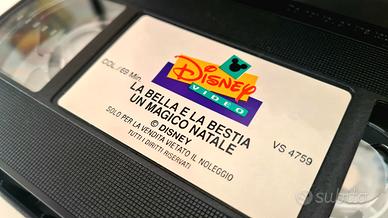 DISNEY
VIDEO
COL./69 Min.
LA BELLA E LA BESTIA
UN MAGICO NATALE
© DISNEY
VS 4759
SOLO PER LA VENDITA VIETATO IL NOLEGGIO
TUTTI I DIRITTI RISERVATI
subito